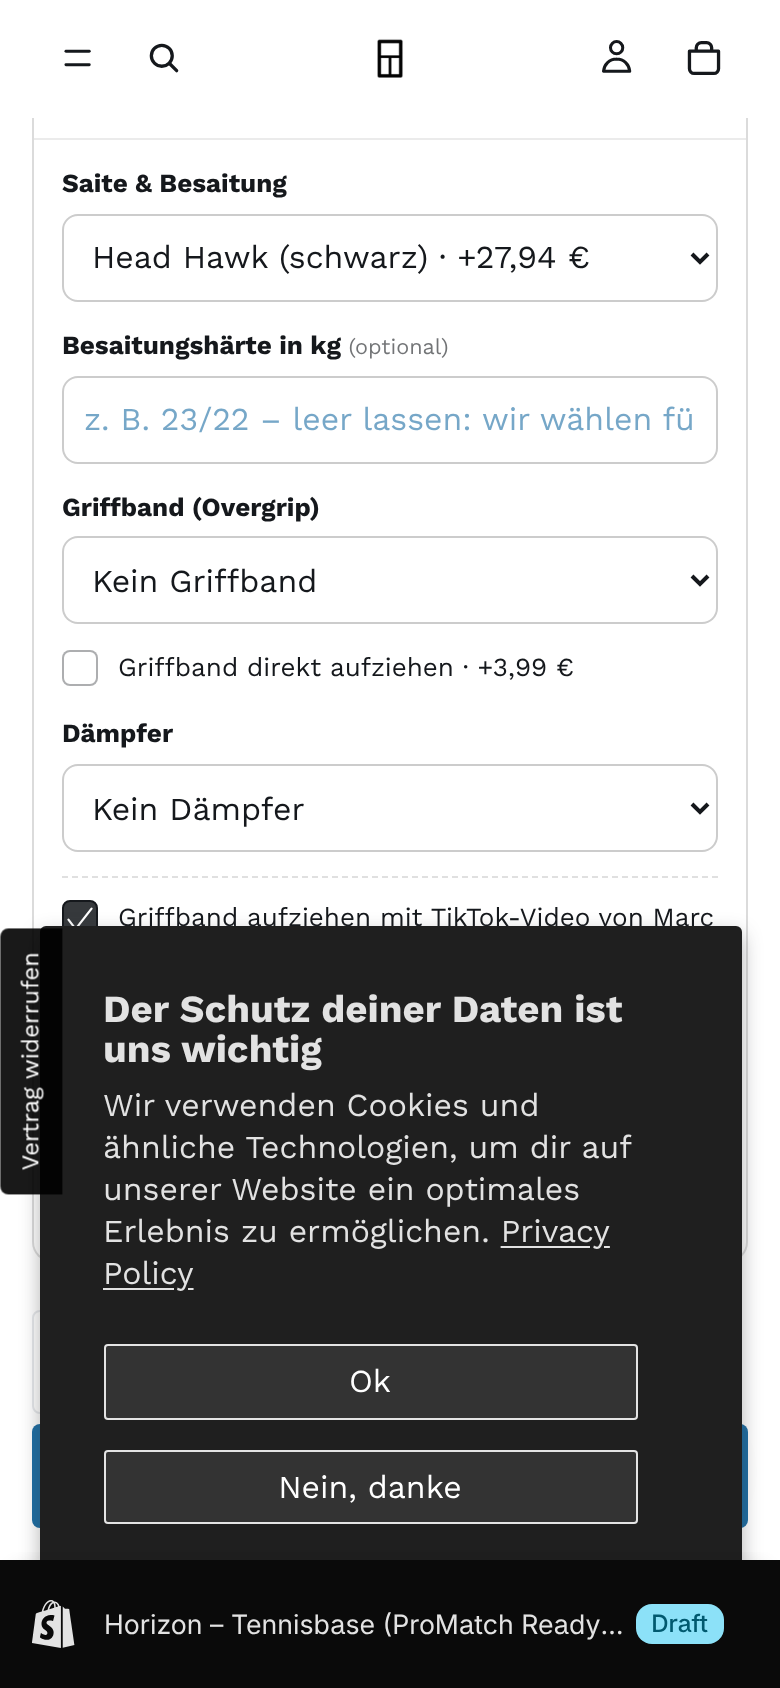 Saite & Besaitung
Head Hawk (schwarz) · +27,94 €
Besaitungshärte in kg (optional)
z. B. 23/22 – leer lassen: wir wählen fü
Griffband (Overgrip)
Kein Griffband
Griffband direkt aufziehen · +3,99 €
Dämpfer
Kein Dämpfer
Griffband aufziehen mit TikTok-Video von Marc
Vertrag widerrufen
Der Schutz deiner Daten ist
uns wichtig
Wir verwenden Cookies und
ähnliche Technologien, um dir auf
unserer Website ein optimales
Erlebnis zu ermöglichen. Privacy
Policy
Ok
Nein, danke
Horizon – Tennisbase (ProMatch Ready... Draft